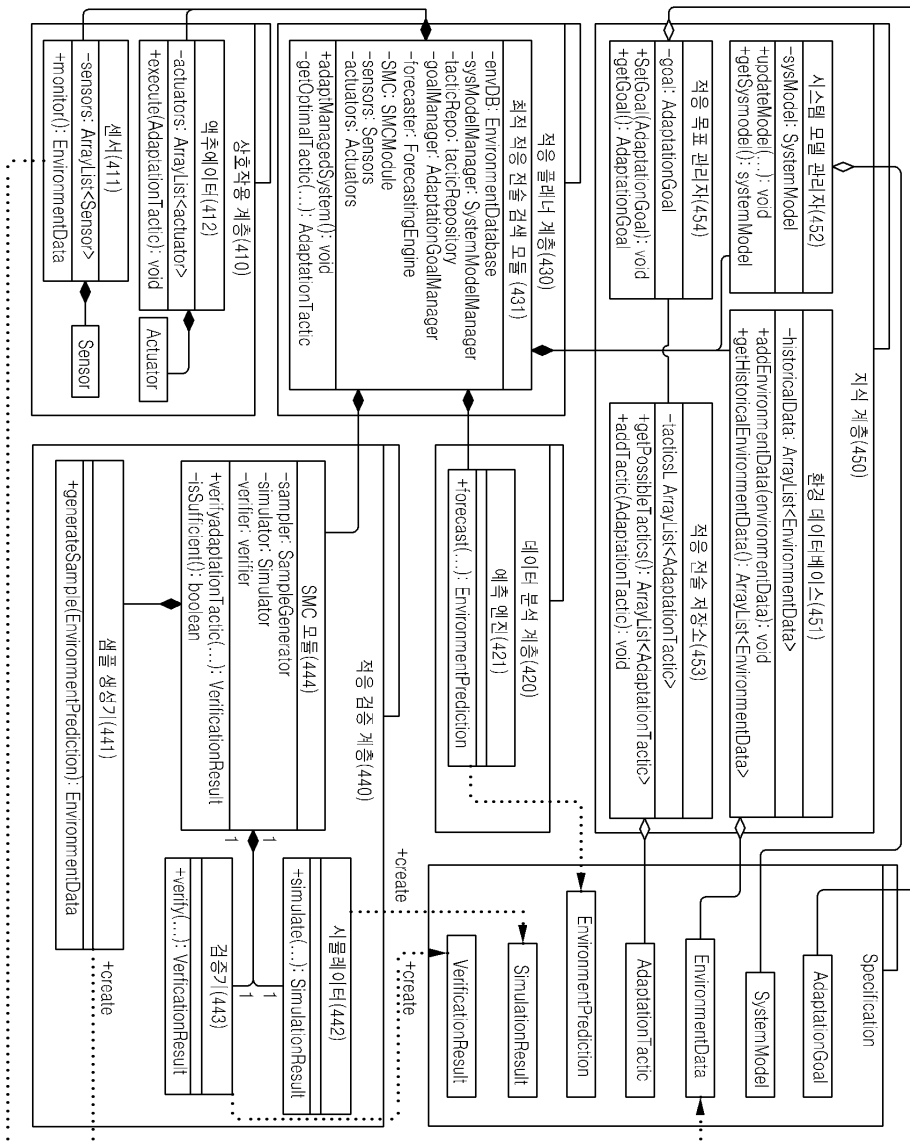 지식 계층(450)
시스템 모델 관리자(452)
-sysModel: SystemModel
+updateModel(...): void
+getSysmode(): systemModel
환경 데이터베이스(451)
-historicalData: ArrayList<EnvironmentData>
+addEnvironmentData(environmentData): void
+getHistoricalEnvironmentData(): ArrayList<EnvironmentData>
적응 목표 관리자(454)
-goal: AdaptationGoal
+SetGoal(AdaptationGoal): void
+getGoal(): AdaptationGoal
적응 전술 저장소(453)
-tacticsL ArrayList<AdaptationTactic>
+getPossibleTactics(): ArrayList<AdaptationTactic>
+addTactic(AdaptationTactic): void
Specification
AdaptationGoal
SystemModel
EnvironmentData
AdaptationTactic
EnvironmentPrediction
SimulationResult
VerificationResult
적응 플래너 계층(430)
최적 적응 전술 검색 모듈 (431)
-envDB: EnvironmentDatabase
-sysModelManager: SystemModelManager
-tacticRepo: tacticRepository
-goalManager: AdaptationGoalManager
-forecaster: ForecastingEngine
-SMC: SMCModule
-sensors: Sensors
-actuators: Actuators
+adaptManagedSystem(): void
-getOptimalTactic(...): AdaptationTactic
데이터 분석 계층(420)
예측 엔진(421)
+forecast(...): EnvironmentPrediction
상호작용 계층(410)
액추에이터(412)
-actuators: ArrayList<actuator>
+execute(AdaptationTactic): void
Actuator
센서(411)
-sensors: ArrayList<Sensor>
+monitor(): EnvironmentData
Sensor
적응 검증 계층(440)
SMC 모듈(444)
-sampler: SampleGenerator
-simulator: Simulator
-verifier: verifier
+verifyadaptationTactic(...): VerificationResult
-isSufficient(): boolean
1
1
1
1
시뮬레이터(442)
+simulate(...): SimulationResult
검증기(443)
+verify(...): VerficationResult
샘플 생성기(441)
+generateSample(EnvironmentPrediction): EnvironmentData
+create
+create
+create